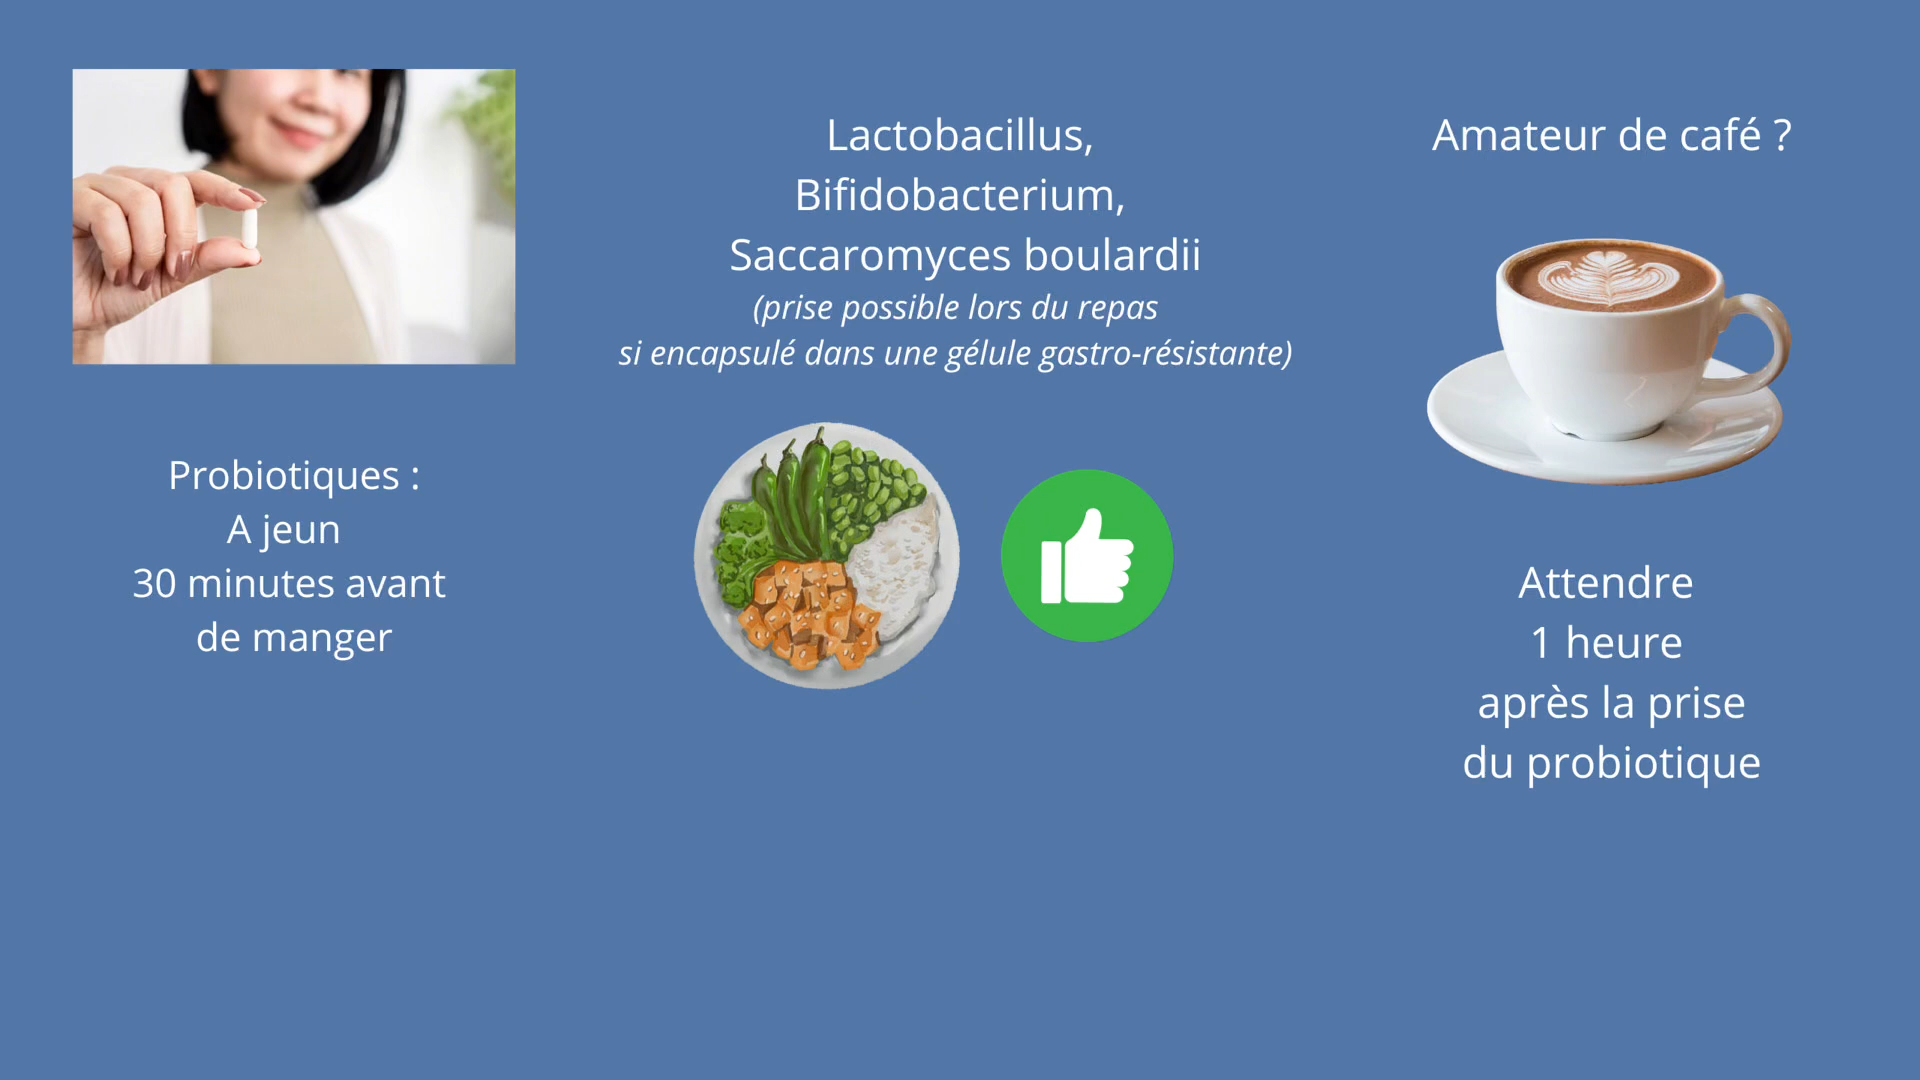 Probiotiques :
A jeun
30 minutes avant
de manger
Lactobacillus,
Bifidobacterium,
Saccaromyces boulardii
(prise possible lors du repas
si encapsulé dans une gélule gastro-résistante)
Amateur de café ?
Attendre
1 heure
après la prise
du probiotique